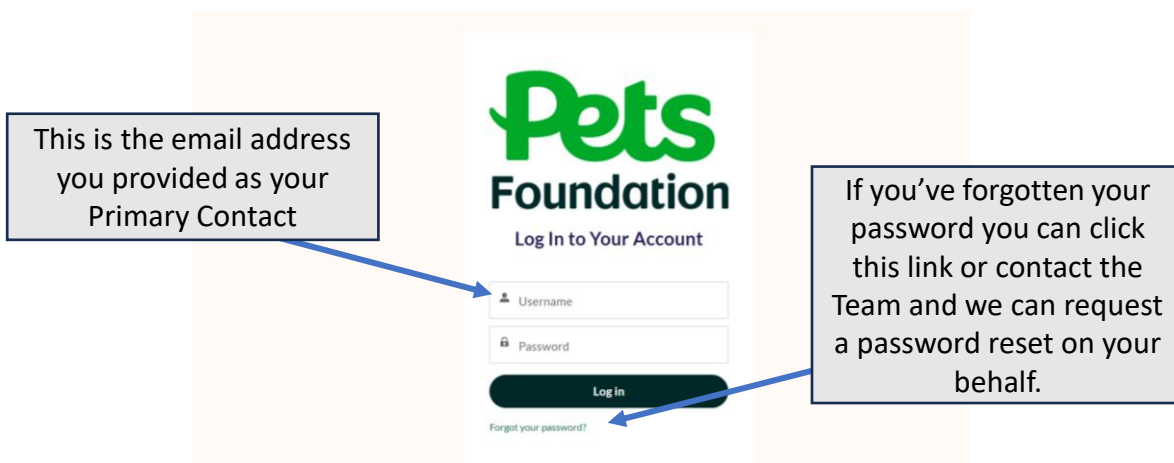 This is the email address
you provided as your
Primary Contact
Pets
Foundation
Log In to Your Account
Username
Password
Log in
Forgot your password?
If you’ve forgotten your
password you can click
this link or contact the
Team and we can request
a password reset on your
behalf.